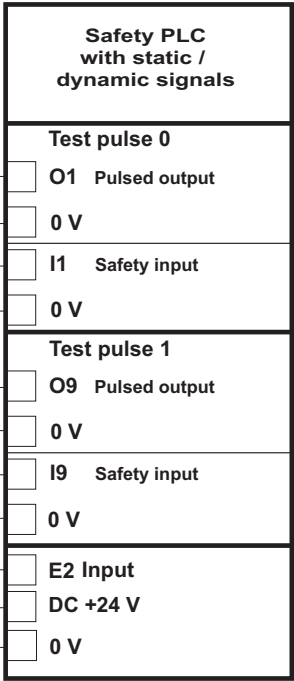 Safety PLC
with static /
dynamic signals
Test pulse 0
O1 Pulsed output
0 V
I1 Safety input
0 V
Test pulse 1
O9 Pulsed output
0 V
I9 Safety input
0 V
E2 Input
DC +24 V
0 V